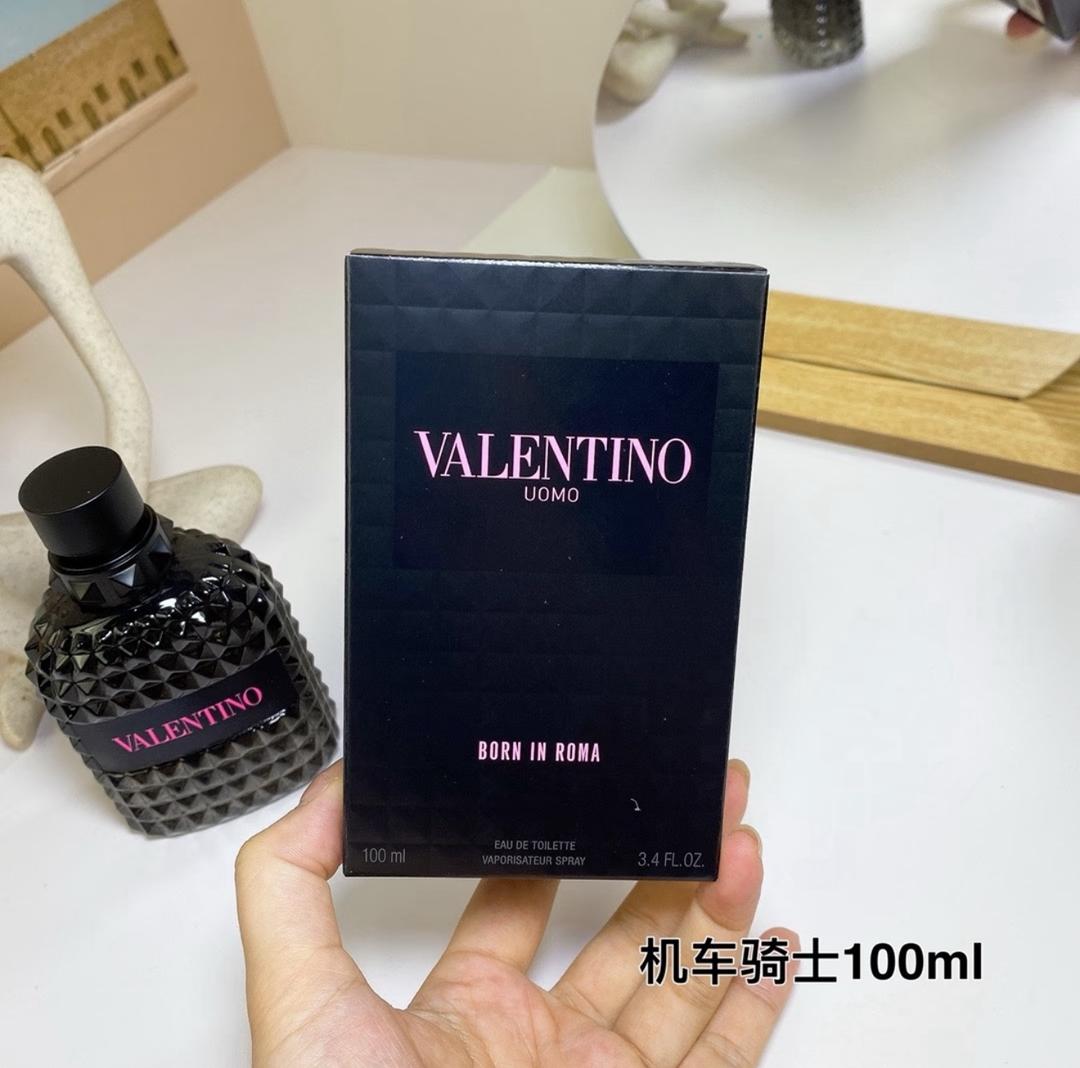 VALENTINO
UOMO
VALENTINO
BORN IN ROMA
EAU DE TOILETTE
100 ml
VAPORISATEUR SPRAY
3.4 FL.OZ.
机车骑士100ml